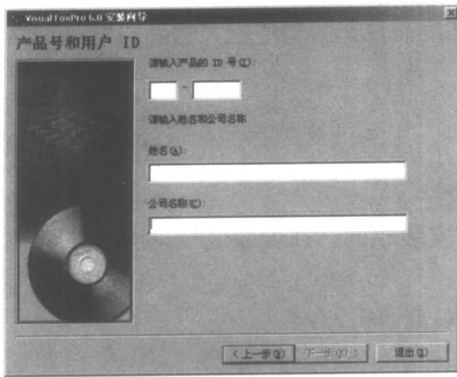 Visual FoxPro 6.0 安装向导
产品号和用户 ID
请输入产品的 ID 号(I):
-
请输入姓名和公司名称
姓名(A):
公司名称(C):
<上一步(B)
下一步(N)>
退出(X)